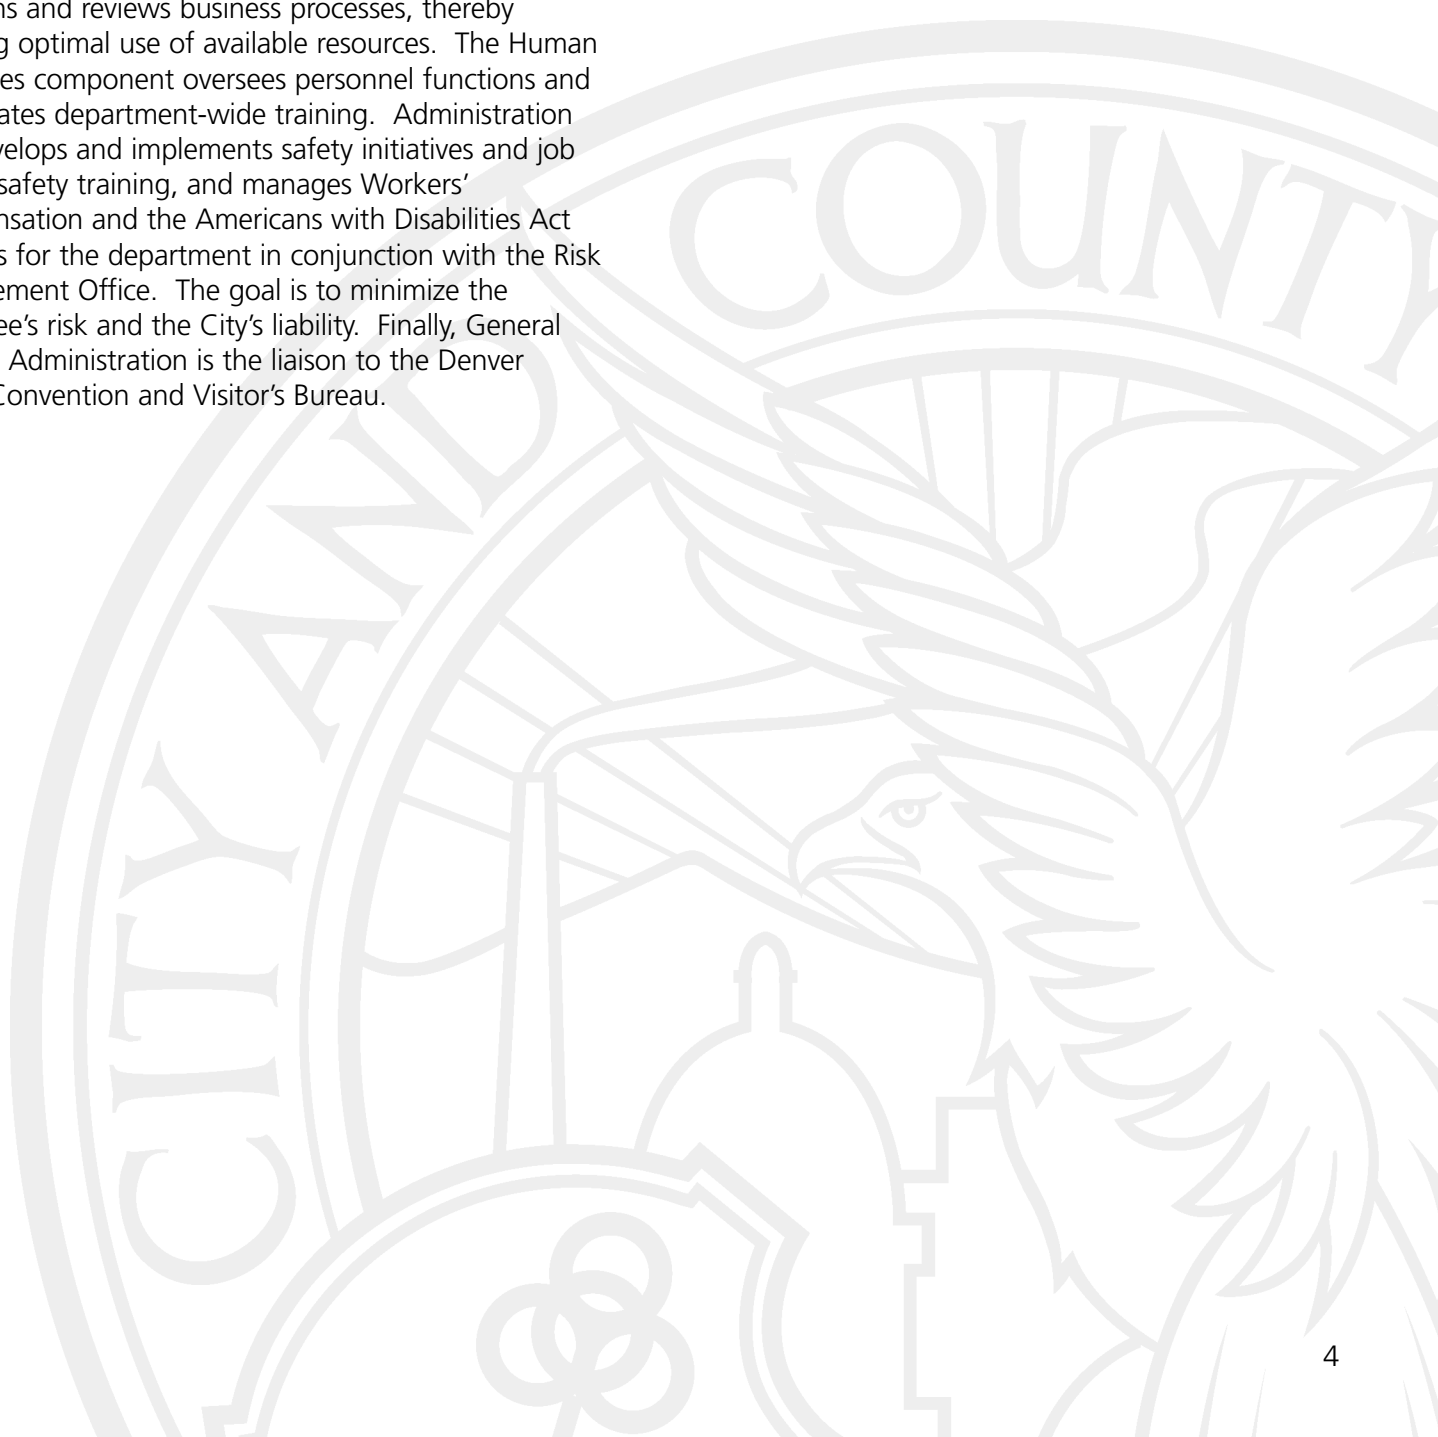 ns and reviews business processes, thereby
g optimal use of available resources.  The Human
es component oversees personnel functions and
ates department-wide training.  Administration
velops and implements safety initiatives and job
safety training, and manages Workers’
nsation and the Americans with Disabilities Act
s for the department in conjunction with the Risk
ement Office.  The goal is to minimize the
ee’s risk and the City’s liability.  Finally, General
Administration is the liaison to the Denver
Convention and Visitor’s Bureau.
CITY AND COUNTY
4